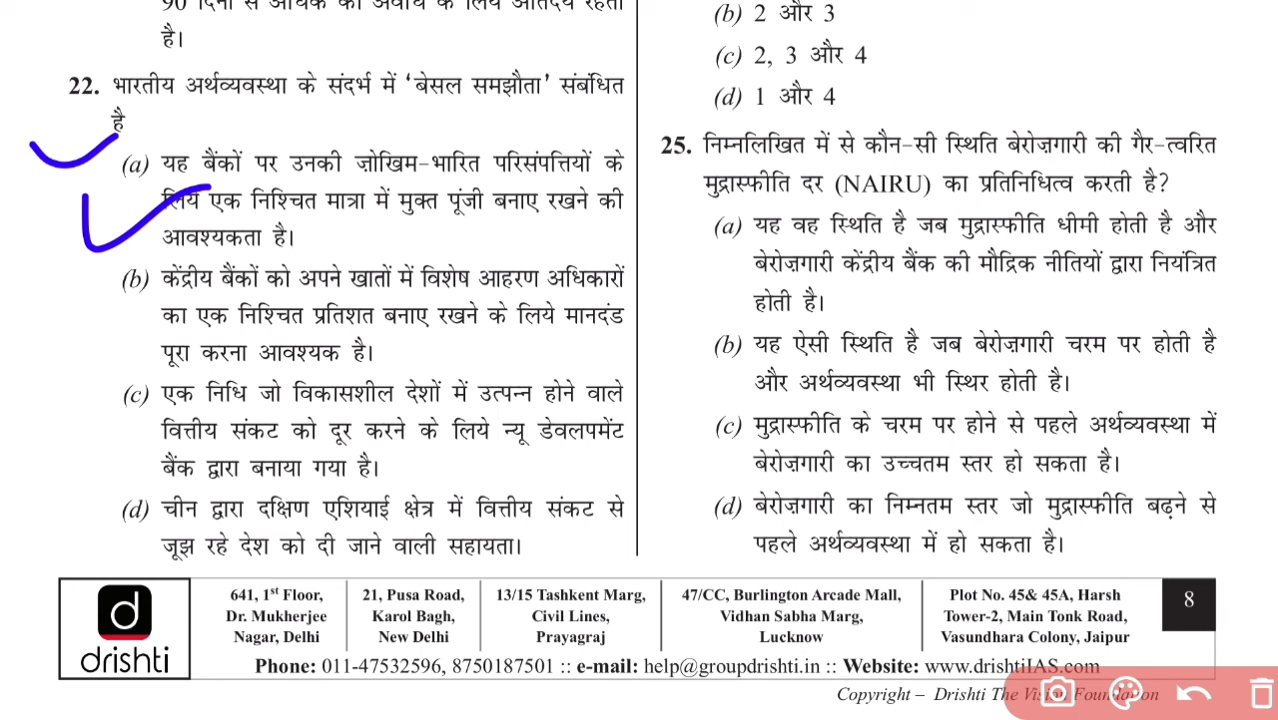 90 दिनों से अधिक की अवधि के लिये अतिदेय रहता
है।
22. भारतीय अर्थव्यवस्था के संदर्भ में ‘बेसल समझौता’ संबंधित
है
(a) यह बैंकों पर उनकी ज़ोखिम-भारित परिसंपत्तियों के
लिये एक निश्चित मात्रा में मुक्त पूंजी बनाए रखने की
आवश्यकता है।
(b) केंद्रीय बैंकों को अपने खातों में विशेष आहरण अधिकारों
का एक निश्चित प्रतिशत बनाए रखने के लिये मानदंड
पूरा करना आवश्यक है।
(c) एक निधि जो विकासशील देशों में उत्पन्न होने वाले
वित्तीय संकट को दूर करने के लिये न्यू डेवलपमेंट
बैंक द्वारा बनाया गया है।
(d) चीन द्वारा दक्षिण एशियाई क्षेत्र में वित्तीय संकट से
जूझ रहे देश को दी जाने वाली सहायता।
(b) 2 और 3
(c) 2, 3 और 4
(d) 1 और 4
25. निम्नलिखित में से कौन-सी स्थिति बेरोज़गारी की गैर-त्वरित
मुद्रास्फीति दर (NAIRU) का प्रतिनिधित्व करती है?
(a) यह वह स्थिति है जब मुद्रास्फीति धीमी होती है और
बेरोज़गारी केंद्रीय बैंक की मौद्रिक नीतियों द्वारा नियंत्रित
होती है।
(b) यह ऐसी स्थिति है जब बेरोज़गारी चरम पर होती है
और अर्थव्यवस्था भी स्थिर होती है।
(c) मुद्रास्फीति के चरम पर होने से पहले अर्थव्यवस्था में
बेरोज़गारी का उच्चतम स्तर हो सकता है।
(d) बेरोज़गारी का निम्नतम स्तर जो मुद्रास्फीति बढ़ने से
पहले अर्थव्यवस्था में हो सकता है।
d
drishti
641, 1st Floor,
Dr. Mukherjee
Nagar, Delhi
21, Pusa Road,
Karol Bagh,
New Delhi
13/15 Tashkent Marg,
Civil Lines,
Prayagraj
47/CC, Burlington Arcade Mall,
Vidhan Sabha Marg,
Lucknow
Plot No. 45& 45A, Harsh
Tower-2, Main Tonk Road,
Vasundhara Colony, Jaipur
8
Phone: 011-47532596, 8750187501 :: e-mail: help@groupdrishti.in :: Website: www.drishtiIAS.com
Copyright – Drishti The Vision Foundation